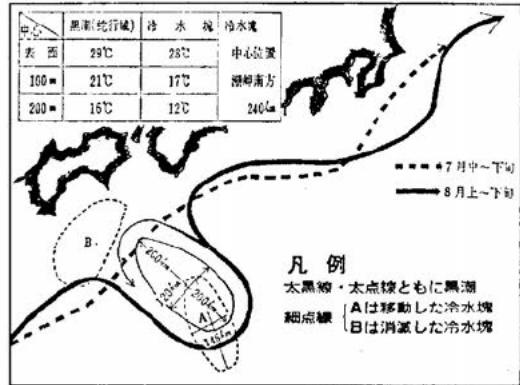 中心 黒潮(蛇行域) 冷水塊 冷水塊
表面 29℃ 28℃ 中心位置
100m 21℃ 17℃ 潮岬南方
200m 16℃ 12℃ 240km
7月中〜下旬
8月上〜下旬
B
200km
120km
200m
A
145km
凡例
太黒線・太点線ともに黒潮
細点線 Aは移動した冷水塊
Bは消滅した冷水塊